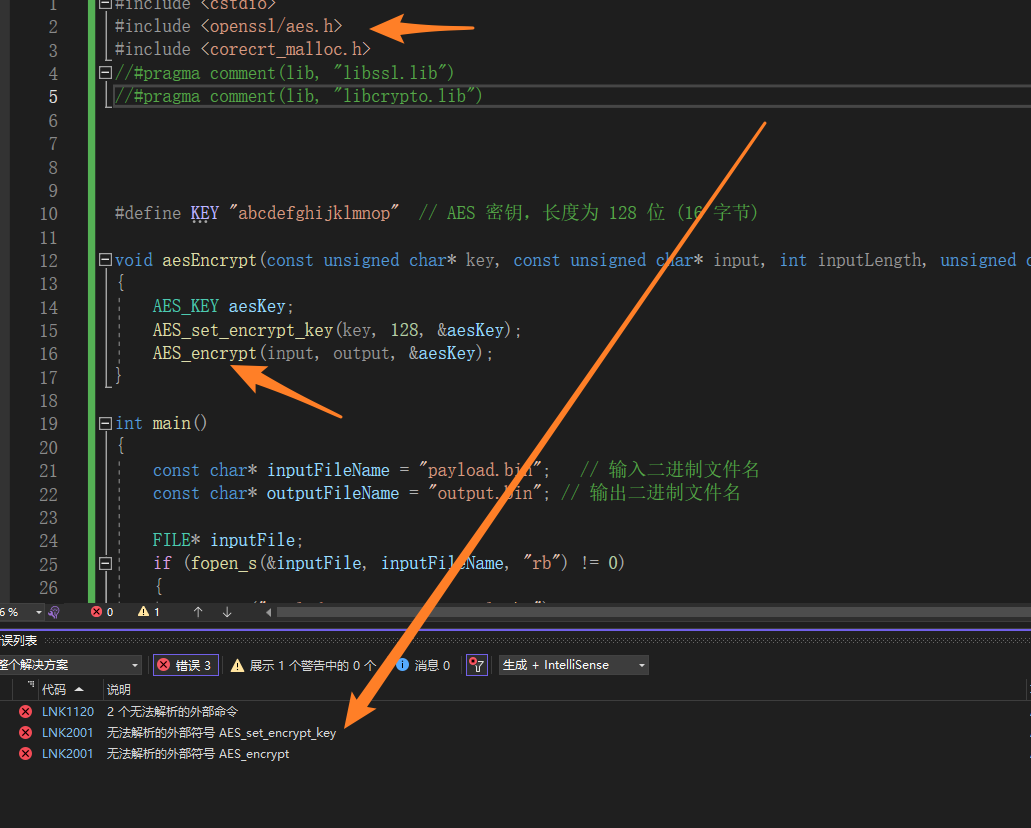 1 #include <cstdio>
2 #include <openssl/aes.h>
3 #include <corecrt_malloc.h>
4 //#pragma comment(lib, "libssl.lib")
5 //#pragma comment(lib, "libcrypto.lib")
6
7
8
9
10 #define KEY "abcdefghijklmnop" // AES 密钥，长度为 128 位 (16 字节)
11
12 void aesEncrypt(const unsigned char* key, const unsigned char* input, int inputLength, unsigned c
13 {
14 AES_KEY aesKey;
15 AES_set_encrypt_key(key, 128, &aesKey);
16 AES_encrypt(input, output, &aesKey);
17 }
18
19 int main()
20 {
21 const char* inputFileName = "payload.bin"; // 输入二进制文件名
22 const char* outputFileName = "output.bin"; // 输出二进制文件名
23
24 FILE* inputFile;
25 if (fopen_s(&inputFile, inputFileName, "rb") != 0)
26 {
6 % 0 1
误列表
整个解决方案 错误 3 展示 1 个警告中的 0 个 消息 0 生成 + IntelliSense
代码 说明
LNK1120 2 个无法解析的外部命令
LNK2001 无法解析的外部符号 AES_set_encrypt_key
LNK2001 无法解析的外部符号 AES_encrypt